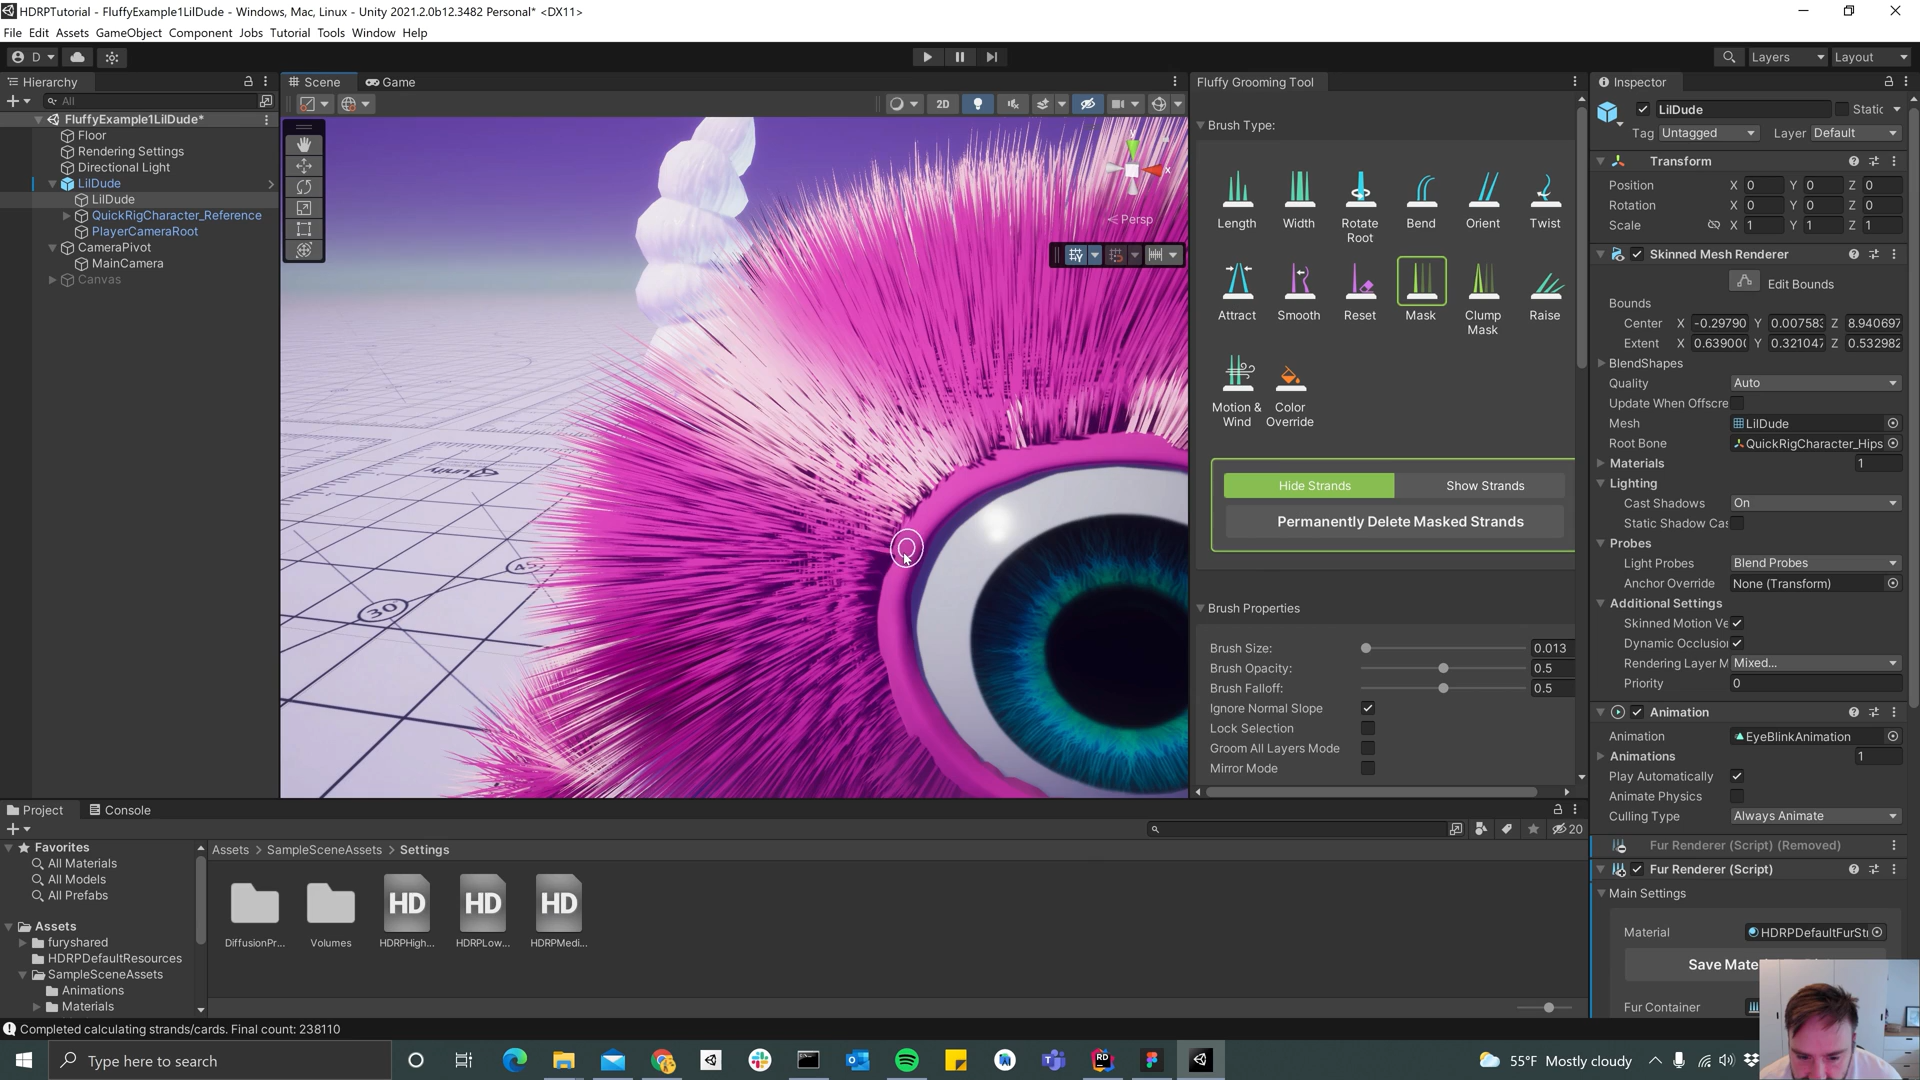 HDRPTutorial - FluffyExample1LilDude - Windows, Mac, Linux - Unity 2021.2.0b12.3482 Personal* <DX11>
File Edit Assets GameObject Component Jobs Tutorial Tools Window Help
D
Layers Layout
Hierarchy
All
FluffyExample1LilDude*
Floor
Rendering Settings
Directional Light
LilDude
LilDude
QuickRigCharacter_Reference
PlayerCameraRoot
CameraPivot
MainCamera
Canvas
Scene Game
2D
x
Persp
30
45
Fluffy Grooming Tool
Brush Type:
Length Width Rotate Root Bend Orient Twist
Attract Smooth Reset Mask Clump Mask Raise
Motion & Wind Color Override
Hide Strands Show Strands
Permanently Delete Masked Strands
Brush Properties
Brush Size: 0.013
Brush Opacity: 0.5
Brush Falloff: 0.5
Ignore Normal Slope
Lock Selection
Groom All Layers Mode
Mirror Mode
Inspector
LilDude Static
Tag Untagged Layer Default
Transform
Position X 0 Y 0 Z 0
Rotation X 0 Y 0 Z 0
Scale X 1 Y 1 Z 1
Skinned Mesh Renderer
Edit Bounds
Bounds
Center X -0.29790 Y 0.00758 Z 8.940697
Extent X 0.63900 Y 0.321047 Z 0.532982
BlendShapes
Quality Auto
Update When Offscre
Mesh LilDude
Root Bone QuickRigCharacter_Hips
Materials 1
Lighting
Cast Shadows On
Static Shadow Cas
Probes
Light Probes Blend Probes
Anchor Override None (Transform)
Additional Settings
Skinned Motion Ve
Dynamic Occlusion
Rendering Layer M Mixed...
Priority 0
Animation
Animation EyeBlinkAnimation
Animations 1
Play Automatically
Animate Physics
Culling Type Always Animate
Fur Renderer (Script) (Removed)
Fur Renderer (Script)
Main Settings
Material HDRPDefaultFurStr
Save Mate
Fur Container
Project Console
20
Favorites
All Materials
All Models
All Prefabs
Assets
furyshared
HDRPDefaultResources
SampleSceneAssets
Animations
Materials
Assets > SampleSceneAssets > Settings
HD HD HD
DiffusionPr... Volumes HDRPHigh... HDRPLow... HDRPMedi...
Completed calculating strands/cards. Final count: 238110
Type here to search
RD
55°F Mostly cloudy